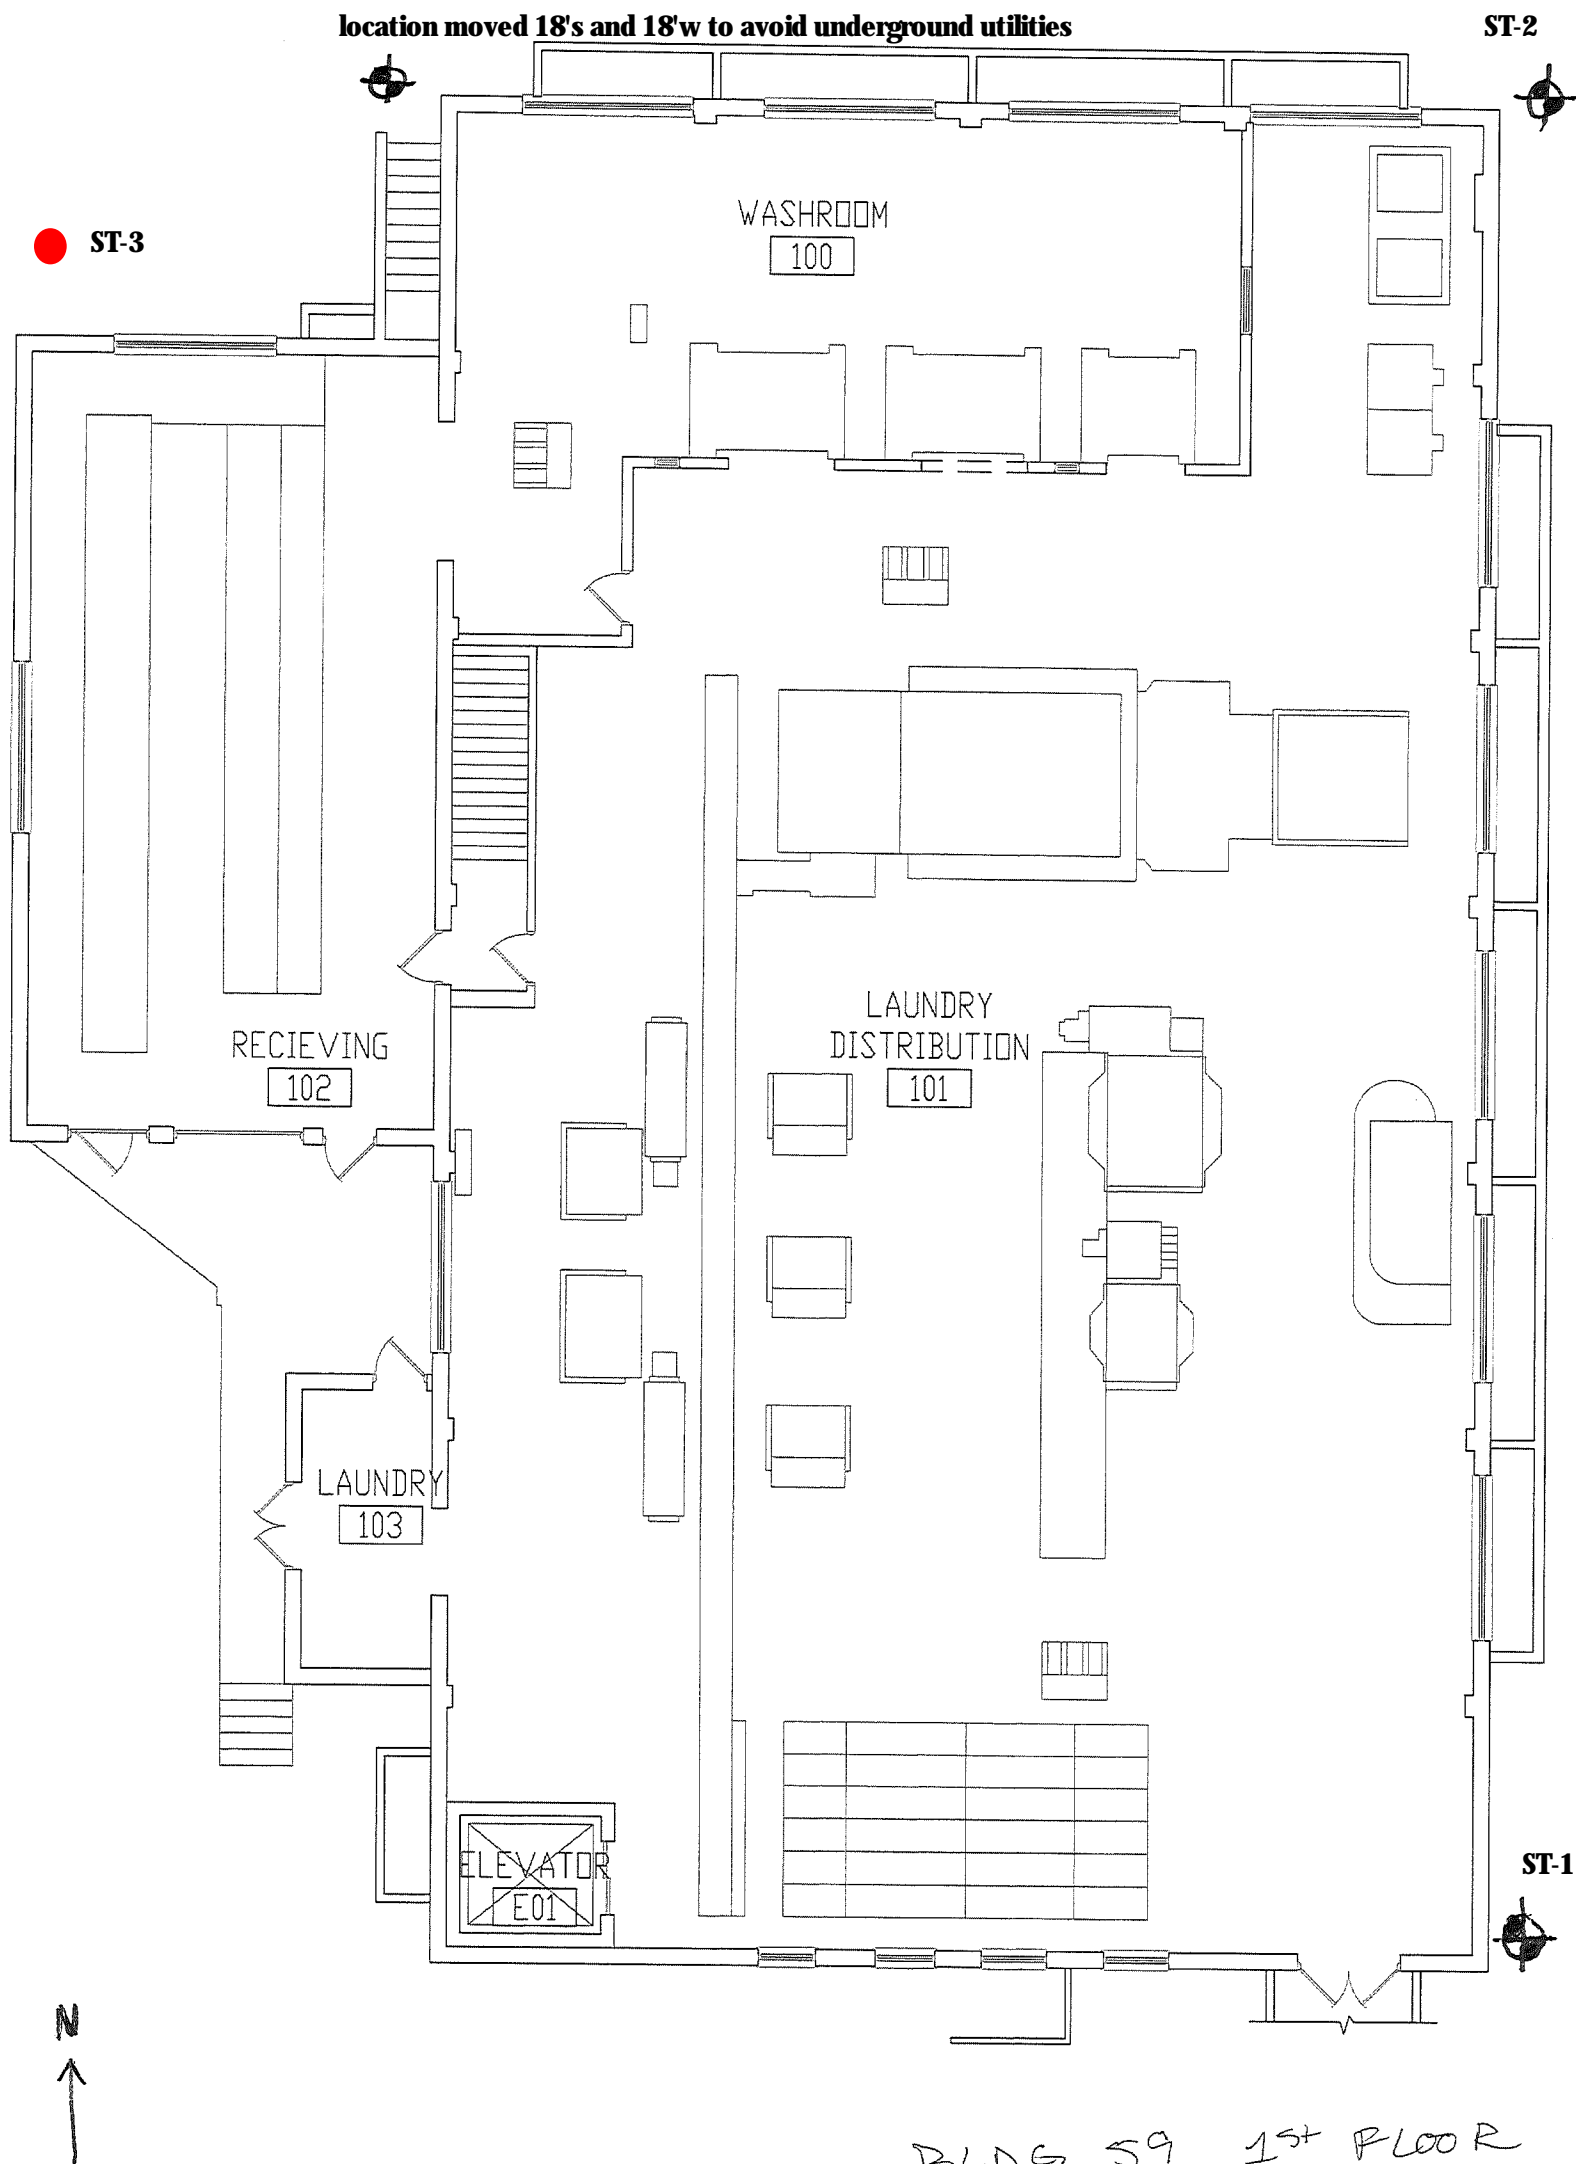 location moved 18's and 18'w to avoid underground utilities
ST-2
ST-3
WASHROOM
100
LAUNDRY
DISTRIBUTION
101
RECIEVING
102
LAUNDRY
103
ELEVATOR
E01
ST-1
N
BLDG 59 1st FLOOR